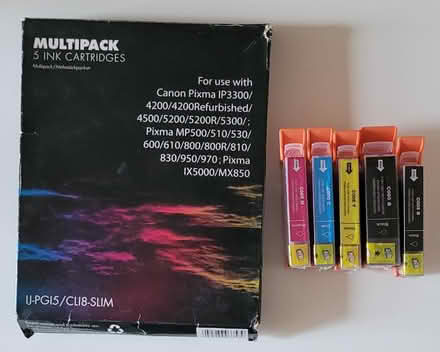 MULTIPACK
5 INK CARTRIDGES
For use with
Canon Pixma IP3300/
4200/4200Refurbished/
4500/5200/5200R/5300/;
Pixma MP500/510/530/
600/610/800/800R/810/
830/950/970; Pixma
IX5000/MX850
IJ-PGI5/CLI8-SLIM